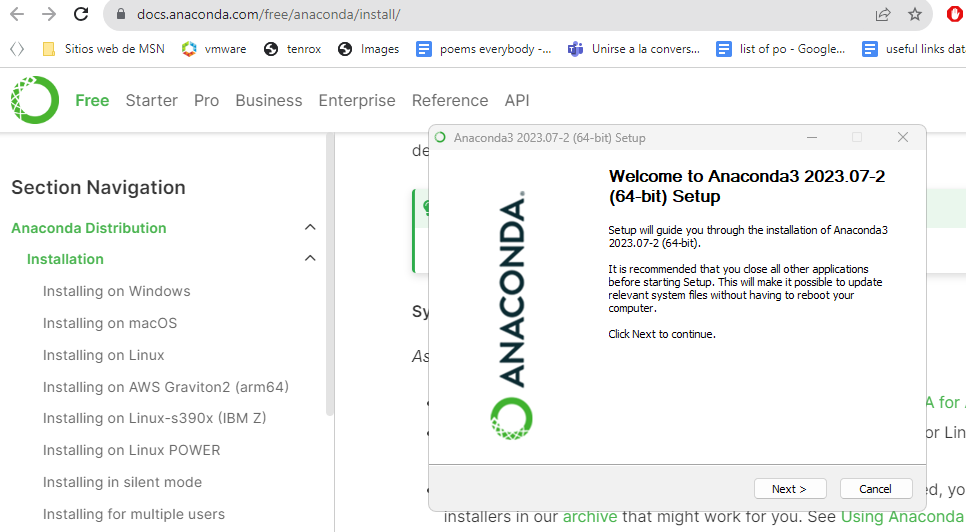 docs.anaconda.com/free/anaconda/install/
Sitios web de MSN vmware tenrox Images poems everybody -... Unirse a la convers... list of po - Google... useful links dat
Free Starter Pro Business Enterprise Reference API
Section Navigation
Anaconda Distribution
Installation
Installing on Windows
Installing on macOS
Installing on Linux
Installing on AWS Graviton2 (arm64)
Installing on Linux-s390x (IBM Z)
Installing on Linux POWER
Installing in silent mode
Installing for multiple users
de
Sy
As
Anaconda3 2023.07-2 (64-bit) Setup
ANACONDA.
Welcome to Anaconda3 2023.07-2
(64-bit) Setup
Setup will guide you through the installation of Anaconda3
2023.07-2 (64-bit).
It is recommended that you close all other applications
before starting Setup. This will make it possible to update
relevant system files without having to reboot your
computer.
Click Next to continue.
Next > Cancel
A for
or Lin
ed, yo
installers in our archive that might work for you. See Using Anaconda